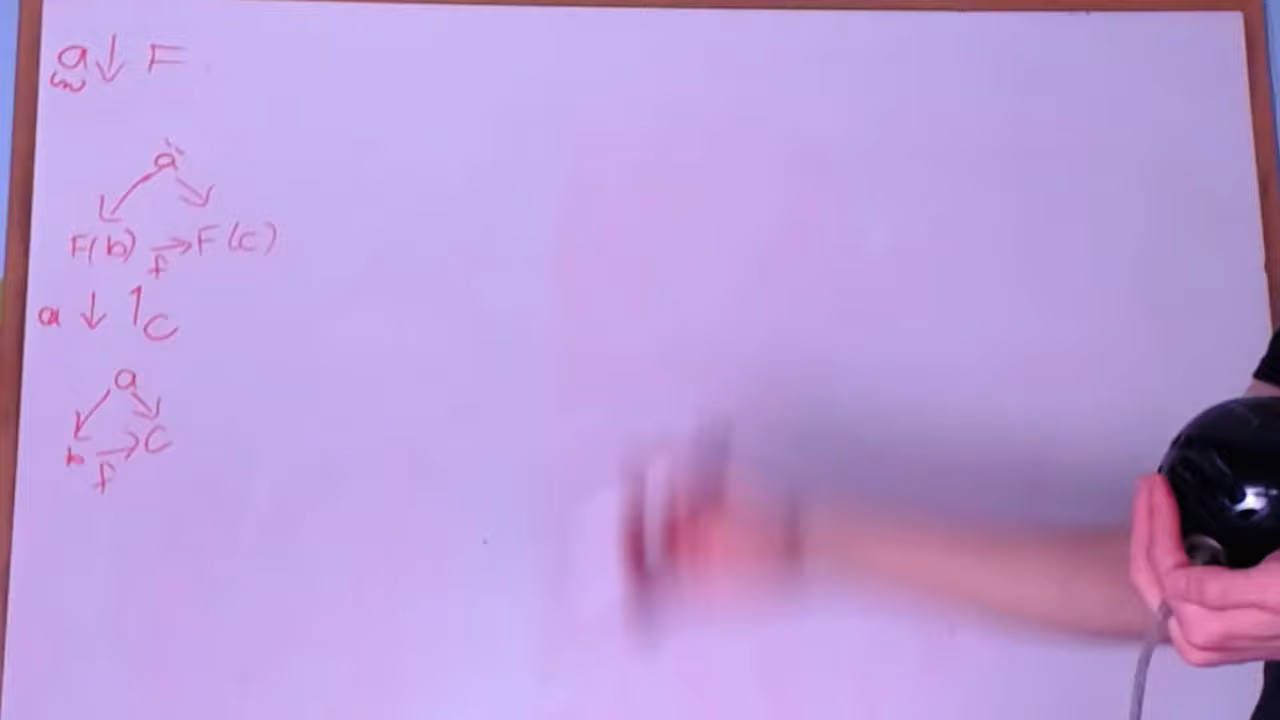 a ↓ F
a
F(b) → F(c)
f
a ↓ 1C
a
b → C
f